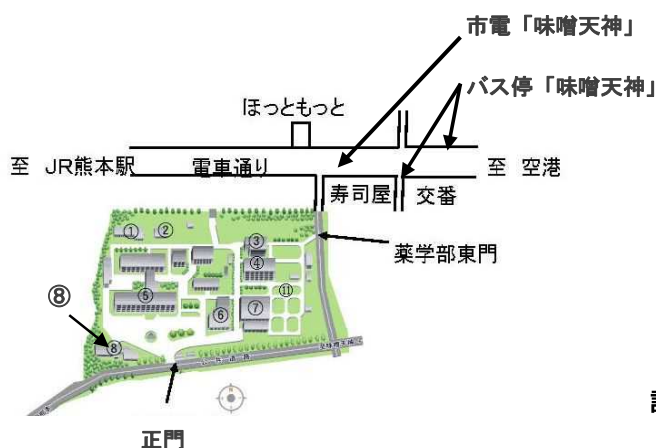 市電「味噌天神」
バス停「味噌天神」
ほっともっと
至 JR熊本駅
電車通り
至 空港
寿司屋
交番
薬学部東門
①
②
③
④
⑤
⑥
⑦
⑧
⑪
⑧
正門